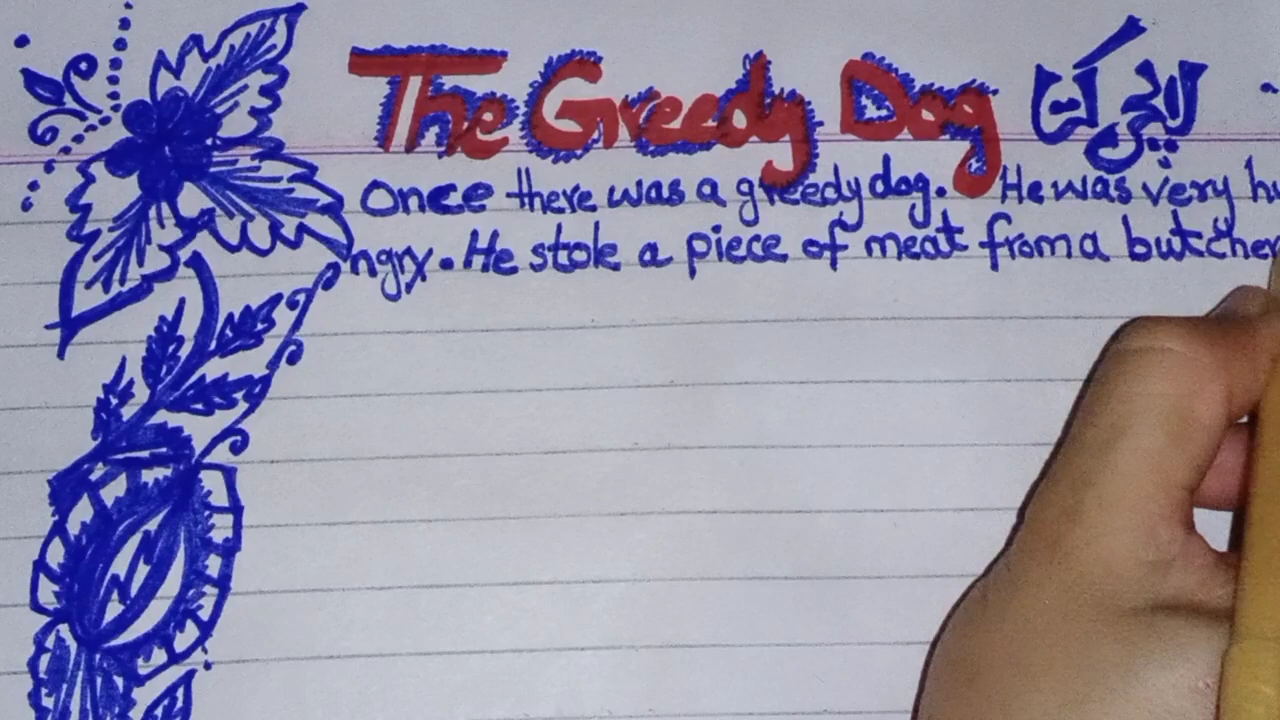 The Greedy Dog لالچی کتا
Once there was a greedy dog. He was very hu
ngry. He stole a piece of meat from a butcher